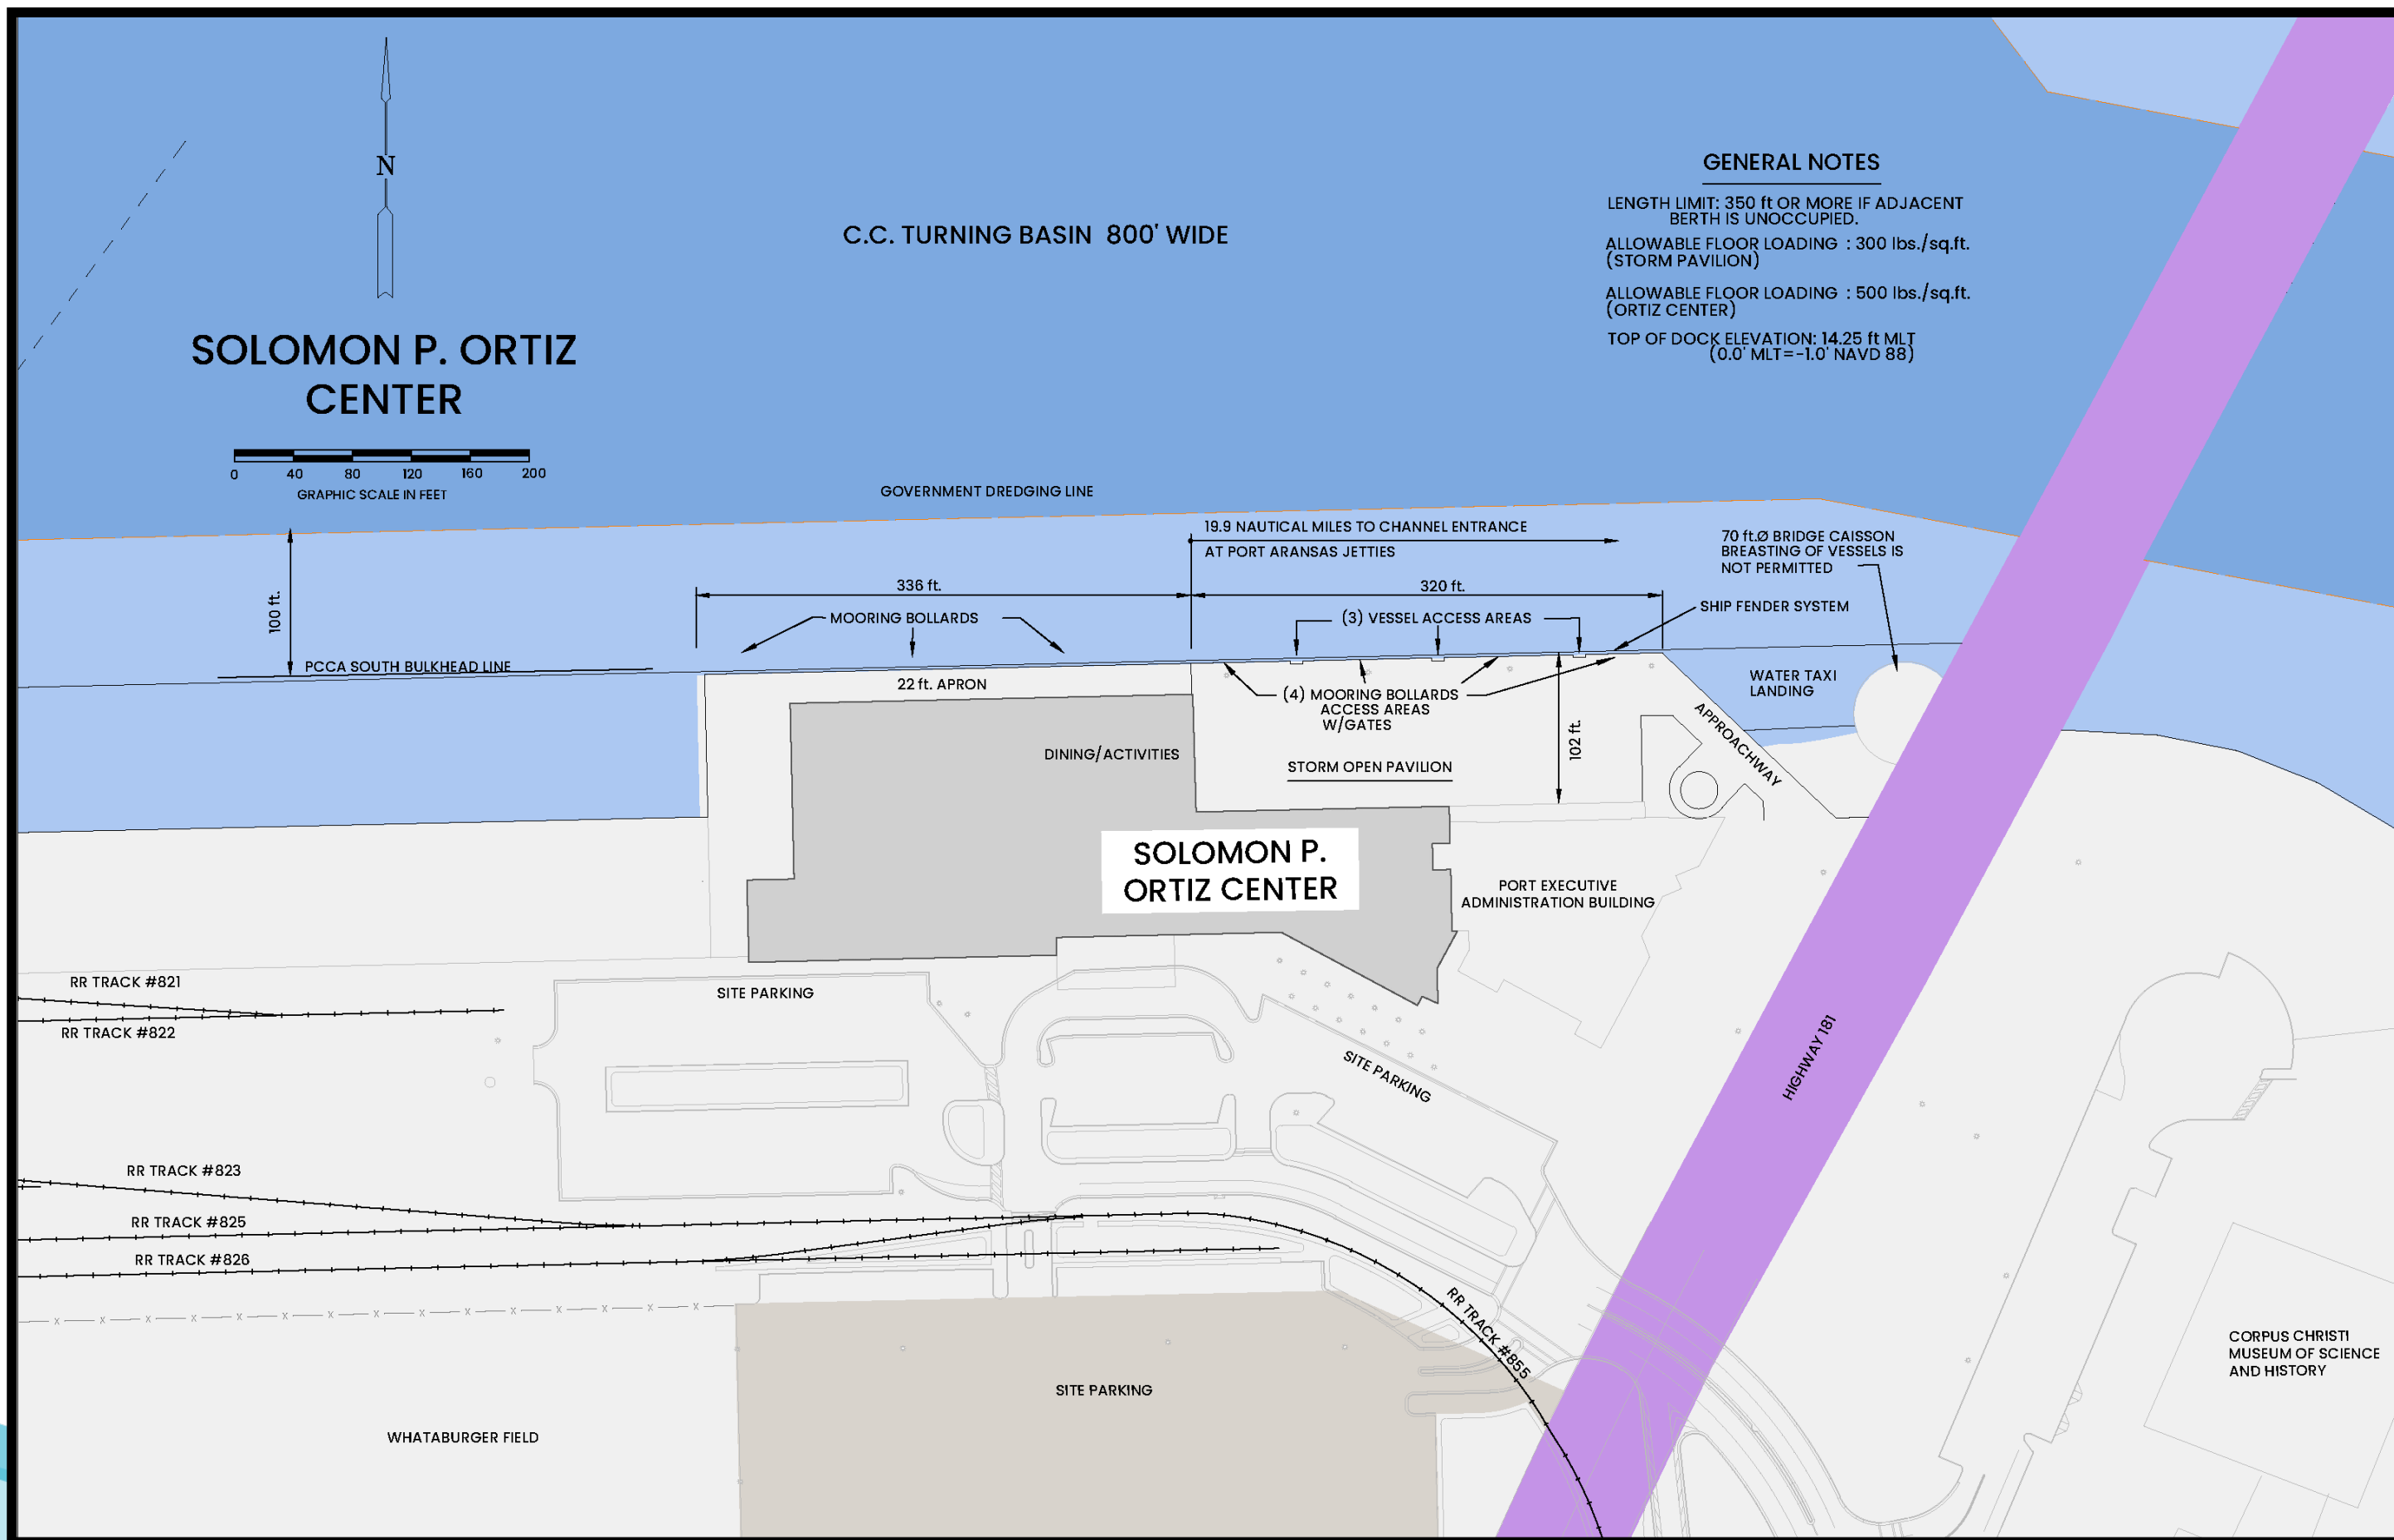 N
SOLOMON P. ORTIZ
CENTER
0 40 80 120 160 200
GRAPHIC SCALE IN FEET
C.C. TURNING BASIN 800' WIDE
GENERAL NOTES
LENGTH LIMIT: 350 ft OR MORE IF ADJACENT
BERTH IS UNOCCUPIED.
ALLOWABLE FLOOR LOADING : 300 lbs./sq.ft.
(STORM PAVILION)
ALLOWABLE FLOOR LOADING : 500 lbs./sq.ft.
(ORTIZ CENTER)
TOP OF DOCK ELEVATION: 14.25 ft MLT
(0.0' MLT=-1.0' NAVD 88)
GOVERNMENT DREDGING LINE
19.9 NAUTICAL MILES TO CHANNEL ENTRANCE
AT PORT ARANSAS JETTIES
70 ft.Ø BRIDGE CAISSON
BREASTING OF VESSELS IS
NOT PERMITTED
100 ft.
336 ft.
320 ft.
MOORING BOLLARDS
(3) VESSEL ACCESS AREAS
SHIP FENDER SYSTEM
PCCA SOUTH BULKHEAD LINE
22 ft. APRON
(4) MOORING BOLLARDS
ACCESS AREAS
W/GATES
102 ft.
WATER TAXI
LANDING
APPROACHWAY
DINING/ACTIVITIES
STORM OPEN PAVILION
SOLOMON P.
ORTIZ CENTER
PORT EXECUTIVE
ADMINISTRATION BUILDING
RR TRACK #821
RR TRACK #822
SITE PARKING
SITE PARKING
HIGHWAY 181
RR TRACK #823
RR TRACK #825
RR TRACK #826
RR TRACK #855
SITE PARKING
WHATABURGER FIELD
CORPUS CHRISTI
MUSEUM OF SCIENCE
AND HISTORY